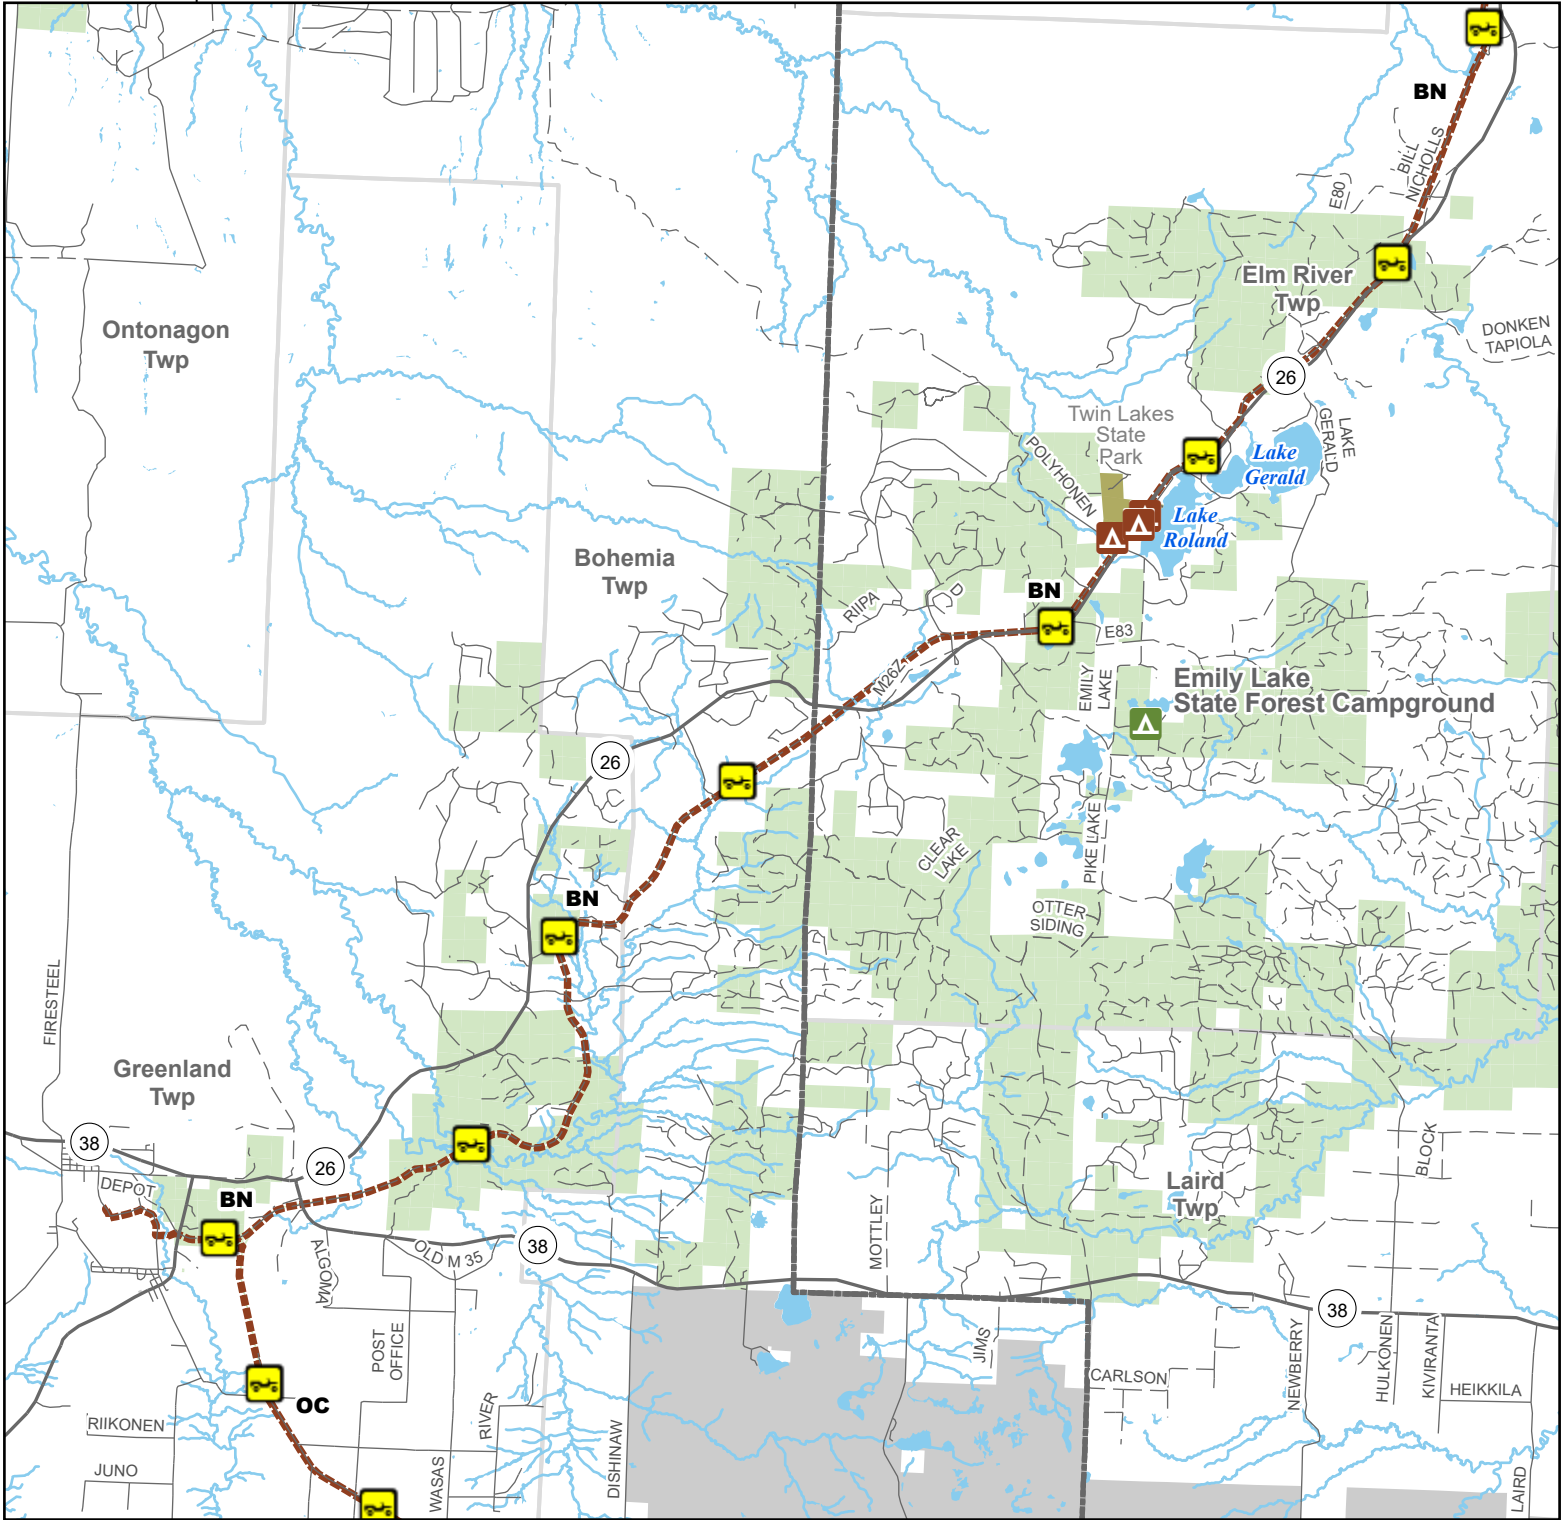 BN
BILL
NICHOLLS
E80
Elm River
Twp
DONKEN
TAPIOLA
Ontonagon
Twp
26
LAKE
GERALD
Twin Lakes
State
Park
POLYHONEN
Lake
Gerald
Lake
Roland
Bohemia
Twp
RIIPA
D
BN
E83
M26Z
EMILY
LAKE
Emily Lake
State Forest Campground
26
PIKE LAKE
CLEAR
LAKE
BN
OTTER
SIDING
FIRESTEEL
Greenland
Twp
38
26
DEPOT
BN
BLOCK
Laird
Twp
MOTTLEY
ALGOMA
OLD M 35
38
38
POST
OFFICE
JIMS
CARLSON
NEWBERRY
HULKONEN
KIVIRANTA
HEIKKILA
OC
RIIKONEN
RIVER
DISHINAW
JUNO
WASAS
LAIRD